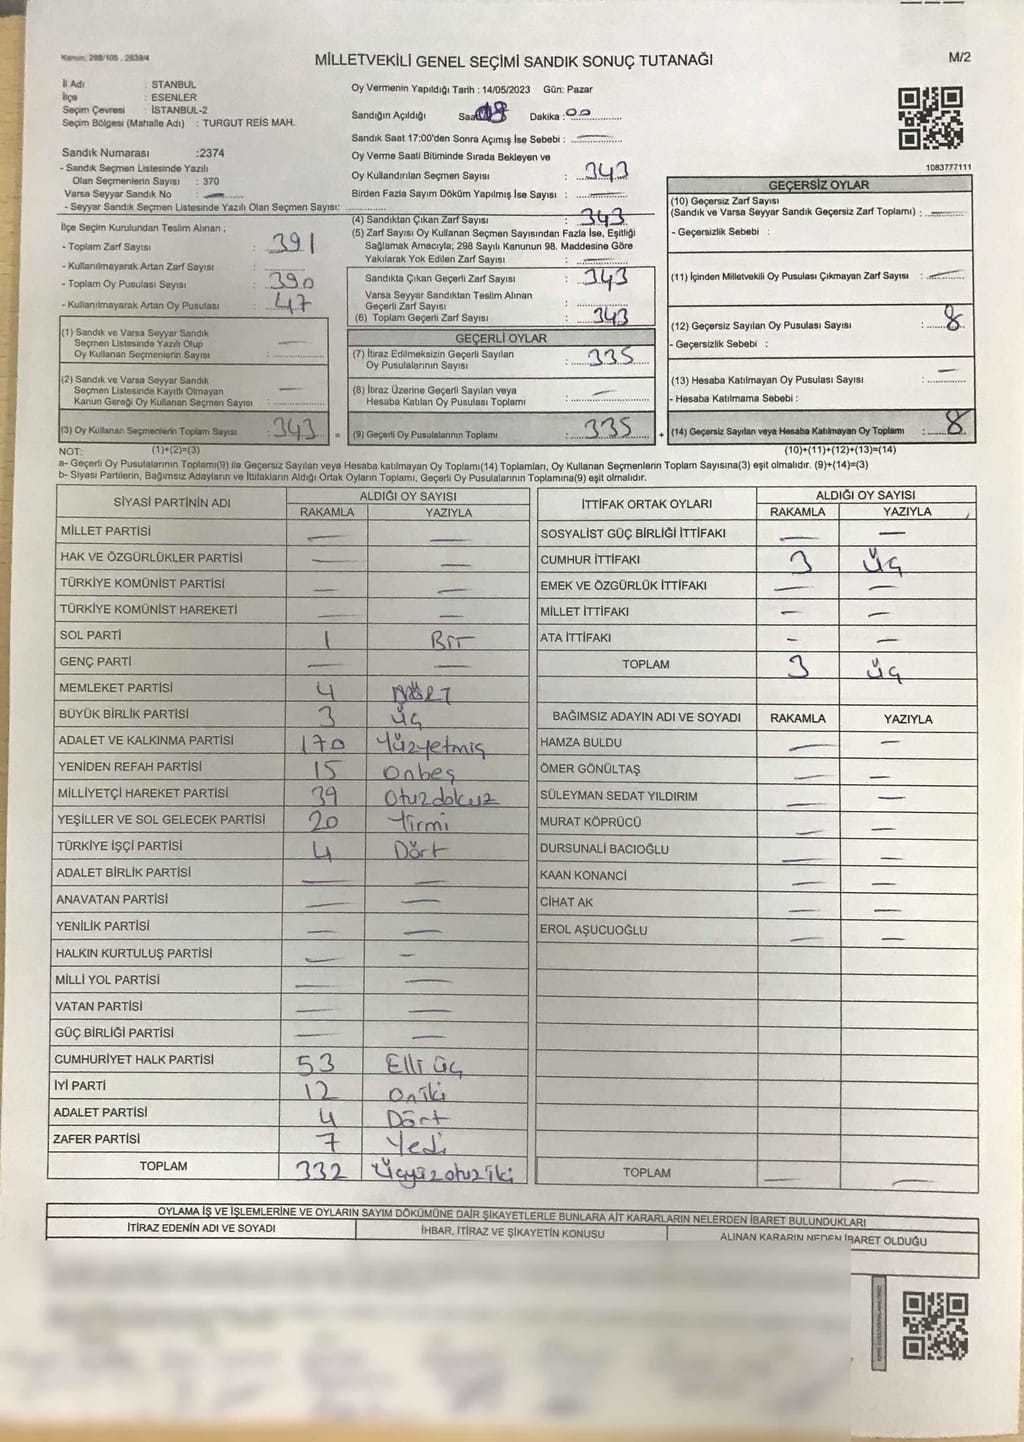 Kanun: 298/105 , 2839/4
MİLLETVEKİLİ GENEL SEÇİMİ SANDIK SONUÇ TUTANAĞI
M/2
İl Adı : STANBUL
İlçe : ESENLER
Seçim Çevresi : İSTANBUL-2
Seçim Bölgesi (Mahalle Adı) : TURGUT REİS MAH.
Sandık Numarası :2374
- Sandık Seçmen Listesinde Yazılı
Olan Seçmenlerin Sayısı : 370
Varsa Seyyar Sandık No : —
- Seyyar Sandık Seçmen Listesinde Yazılı Olan Seçmen Sayısı:
İlçe Seçim Kurulundan Teslim Alınan ;
- Toplam Zarf Sayısı : 391
- Kullanılmayarak Artan Zarf Sayısı :
- Toplam Oy Pusulası Sayısı : 390
- Kullanılmayarak Artan Oy Pusulası : 47
(1) Sandık ve Varsa Seyyar Sandık
Seçmen Listesinde Yazılı Olup
Oy Kullanan Seçmenlerin Sayısı : —
(2) Sandık ve Varsa Seyyar Sandık
Seçmen Listesinde Kayıtlı Olmayan
Kanun Gereği Oy Kullanan Seçmen Sayısı : —
(3) Oy Kullanan Seçmenlerin Toplam Sayısı : 343
Oy Vermenin Yapıldığı Tarih : 14/05/2023 Gün: Pazar
Sandığın Açıldığı Saat Dakika : 00
Sandık Saat 17:00'den Sonra Açımış İse Sebebi : —
Oy Verme Saati Bitiminde Sırada Bekleyen ve
Oy Kullandırılan Seçmen Sayısı : 343
Birden Fazla Sayım Döküm Yapılmış İse Sayısı : —
(4) Sandıktan Çıkan Zarf Sayısı : 343
(5) Zarf Sayısı Oy Kullanan Seçmen Sayısından Fazla İse, Eşitliği
Sağlamak Amacıyla; 298 Sayılı Kanunun 98. Maddesine Göre
Yakılarak Yok Edilen Zarf Sayısı : —
Sandıkta Çıkan Geçerli Zarf Sayısı : 343
Varsa Seyyar Sandıktan Teslim Alınan
Geçerli Zarf Sayısı :
(6) Toplam Geçerli Zarf Sayısı : 343
GEÇERLİ OYLAR
(7) İtiraz Edilmeksizin Geçerli Sayılan
Oy Pusulalarının Sayısı : 335
(8) İtiraz Üzerine Geçerli Sayılan veya
Hesaba Katılan Oy Pusulası Toplamı : —
= (9) Geçerli Oy Pusulalarının Toplamı : 335
1083777111
GEÇERSİZ OYLAR
(10) Geçersiz Zarf Sayısı
(Sandık ve Varsa Seyyar Sandık Geçersiz Zarf Toplamı) : —
- Geçersizlik Sebebi :
(11) İçinden Milletvekili Oy Pusulası Çıkmayan Zarf Sayısı : —
(12) Geçersiz Sayılan Oy Pusulası Sayısı : 8
- Geçersizlik Sebebi :
(13) Hesaba Katılmayan Oy Pusulası Sayısı : —
- Hesaba Katılmama Sebebi :
+ (14) Geçersiz Sayılan veya Hesaba Katılmayan Oy Toplamı : 8
NOT: (1)+(2)=(3) (10)+(11)+(12)+(13)=(14)
a- Geçerli Oy Pusulalarının Toplamı(9) ile Geçersiz Sayılan veya Hesaba katılmayan Oy Toplamı(14) Toplamları, Oy Kullanan Seçmenlerin Toplam Sayısına(3) eşit olmalıdır. (9)+(14)=(3)
b- Siyasi Partilerin, Bağımsız Adayların ve İttifakların Aldığı Ortak Oyların Toplamı, Geçerli Oy Pusulalarının Toplamına(9) eşit olmalıdır.
SİYASİ PARTİNİN ADI ALDIĞI OY SAYISI
RAKAMLA YAZIYLA
MİLLET PARTİSİ — —
HAK VE ÖZGÜRLÜKLER PARTİSİ — —
TÜRKİYE KOMÜNİST PARTİSİ — —
TÜRKİYE KOMÜNİST HAREKETİ — —
SOL PARTİ 1 Bir
GENÇ PARTİ — —
MEMLEKET PARTİSİ 4 DÖRT
BÜYÜK BİRLİK PARTİSİ 3 üç
ADALET VE KALKINMA PARTİSİ 170 Yüzyetmiş
YENİDEN REFAH PARTİSİ 15 onbeş
MİLLİYETÇİ HAREKET PARTİSİ 39 otuzdokuz
YEŞİLLER VE SOL GELECEK PARTİSİ 20 Yirmi
TÜRKİYE İŞÇİ PARTİSİ 4 Dört
ADALET BİRLİK PARTİSİ — —
ANAVATAN PARTİSİ — —
YENİLİK PARTİSİ — —
HALKIN KURTULUŞ PARTİSİ — —
MİLLİ YOL PARTİSİ — —
VATAN PARTİSİ — —
GÜÇ BİRLİĞİ PARTİSİ — —
CUMHURİYET HALK PARTİSİ 53 Elli üç
İYİ PARTİ 12 oniki
ADALET PARTİSİ 4 Dört
ZAFER PARTİSİ 7 Yedi
TOPLAM 332 üçyüzotuziki
İTTİFAK ORTAK OYLARI ALDIĞI OY SAYISI
RAKAMLA YAZIYLA
SOSYALİST GÜÇ BİRLİĞİ İTTİFAKI — —
CUMHUR İTTİFAKI 3 üç
EMEK VE ÖZGÜRLÜK İTTİFAKI — —
MİLLET İTTİFAKI — —
ATA İTTİFAKI — —
TOPLAM 3 üç
BAĞIMSIZ ADAYIN ADI VE SOYADI RAKAMLA YAZIYLA
HAMZA BULDU — —
ÖMER GÖNÜLTAŞ — —
SÜLEYMAN SEDAT YILDIRIM — —
MURAT KÖPRÜCÜ — —
DURSUNALİ BACIOĞLU — —
KAAN KONANCİ — —
CİHAT AK — —
EROL AŞUCUOĞLU — —
TOPLAM — —
OYLAMA İŞ VE İŞLEMLERİNE VE OYLARIN SAYIM DÖKÜMÜNE DAİR ŞİKAYETLERLE BUNLARA AİT KARARLARIN NELERDEN İBARET BULUNDUKLARI
İTİRAZ EDENİN ADI VE SOYADI İHBAR, İTİRAZ VE ŞİKAYETİN KONUSU ALINAN KARARIN NEDEN İBARET OLDUĞU